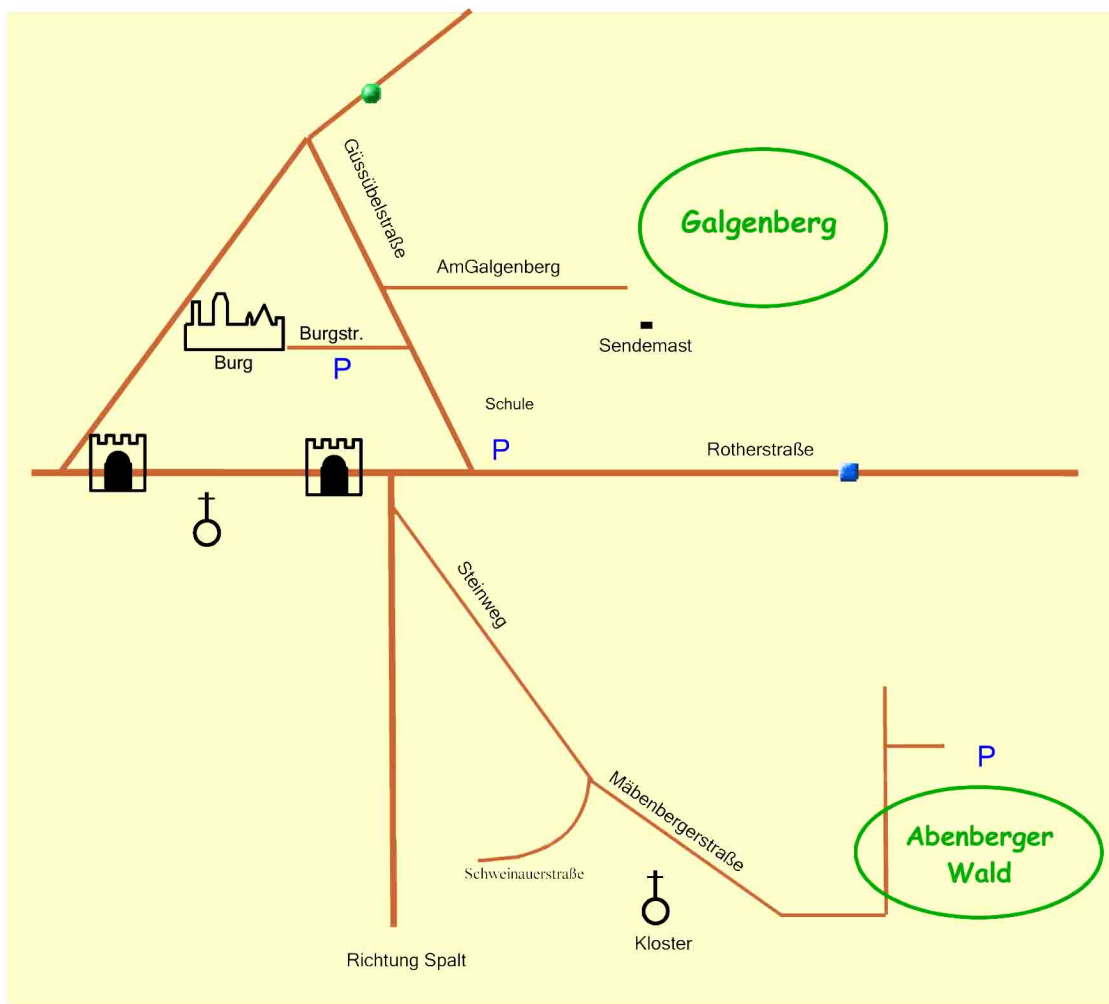 Güssübelstraße
Galgenberg
AmGalgenberg
Burgstr.
Sendemast
Burg
P
Schule
P
Rotherstraße
Steinweg
P
Mäbenbergerstraße
Abenberger
Wald
Schweinauerstraße
Kloster
Richtung Spalt